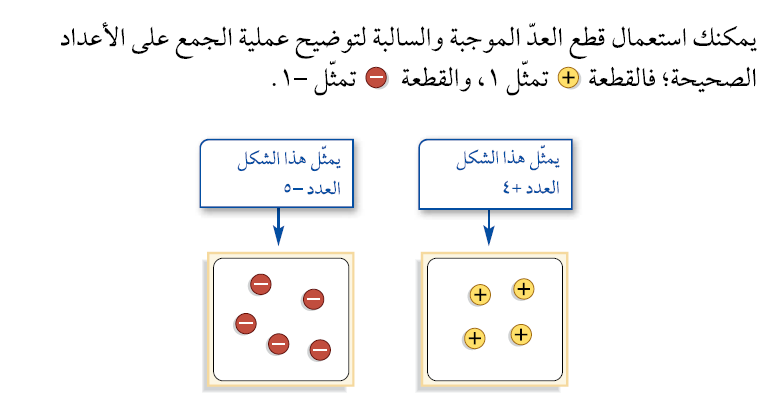 يمكنك استعمال قطع العدّ الموجبة والسالبة لتوضيح عملية الجمع على الأعداد
الصحيحة؛ فالقطعة + تمثّل ١، والقطعة − تمثّل −١.
يمثّل هذا الشكل
العدد +٤
يمثّل هذا الشكل
العدد −٥
+ +
+ +
− −
−
− −